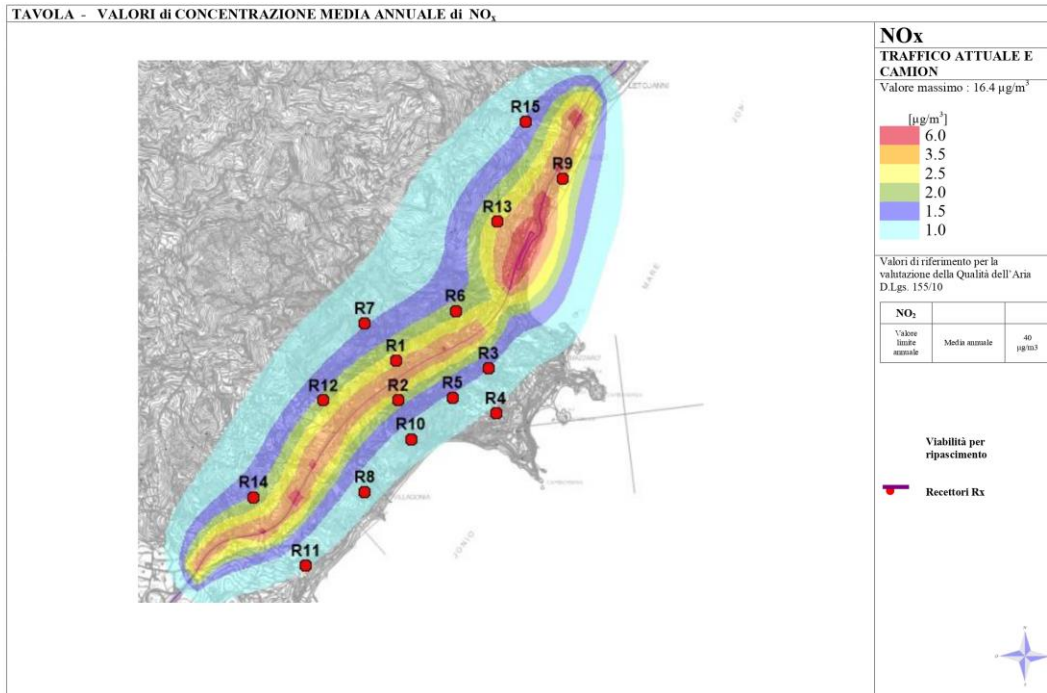 TAVOLA - VALORI di CONCENTRAZIONE MEDIA ANNUALE di NOx
NOx
TRAFFICO ATTUALE E
CAMION
Valore massimo : 16.4 µg/m³
[µg/m³]
6.0
3.5
2.5
2.0
1.5
1.0
Valori di riferimento per la
valutazione della Qualità dell'Aria
D.Lgs. 155/10
NO₂
Valore
limite
annuale
Media annuale
40
µg/m3
Viabilità per
ripascimento
Recettori Rx
LETOJANNI
R15
R9
R13
MARE
R6
R7
R1
R3
R12
R2
R5
R4
R10
R14
R8
JONIO
R11